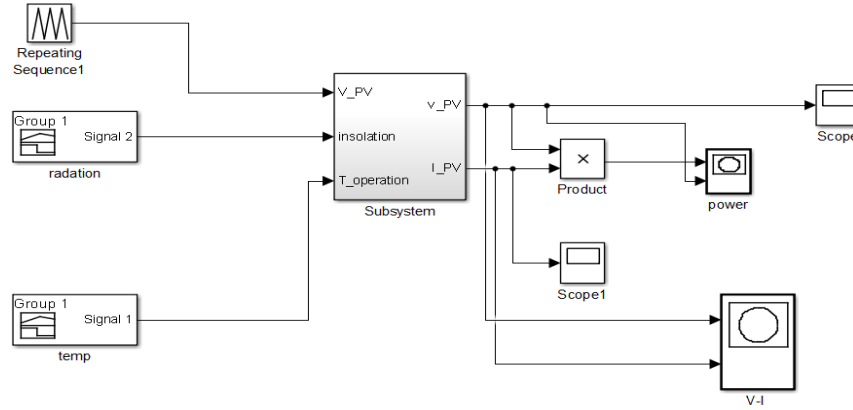 Repeating
Sequence1
Group 1
Signal 2
radation
Group 1
Signal 1
temp
V_PV
insolation
T_operation
v_PV
I_PV
Subsystem
×
Product
power
Scope
Scope1
V-I